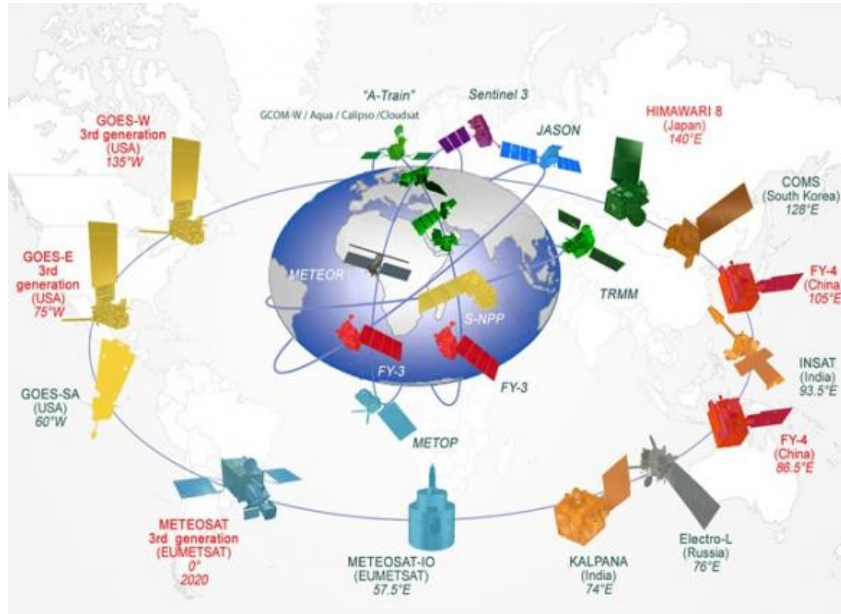 "A-Train"
GCOM-W / Aqua / Calipso /Cloudsat
Sentinel 3
JASON
HIMAWARI 8
(Japan)
140°E
GOES-W
3rd generation
(USA)
135°W
COMS
(South Korea)
128°E
GOES-E
3rd
generation
(USA)
75°W
METEOR
TRMM
FY-4
(China)
105°E
S-NPP
FY-3
FY-3
INSAT
(India)
93.5°E
GOES-SA
(USA)
60°W
METOP
FY-4
(China)
86.5°E
METEOSAT
3rd generation
(EUMETSAT)
0°
2020
METEOSAT-IO
(EUMETSAT)
57.5°E
KALPANA
(India)
74°E
Electro-L
(Russia)
76°E